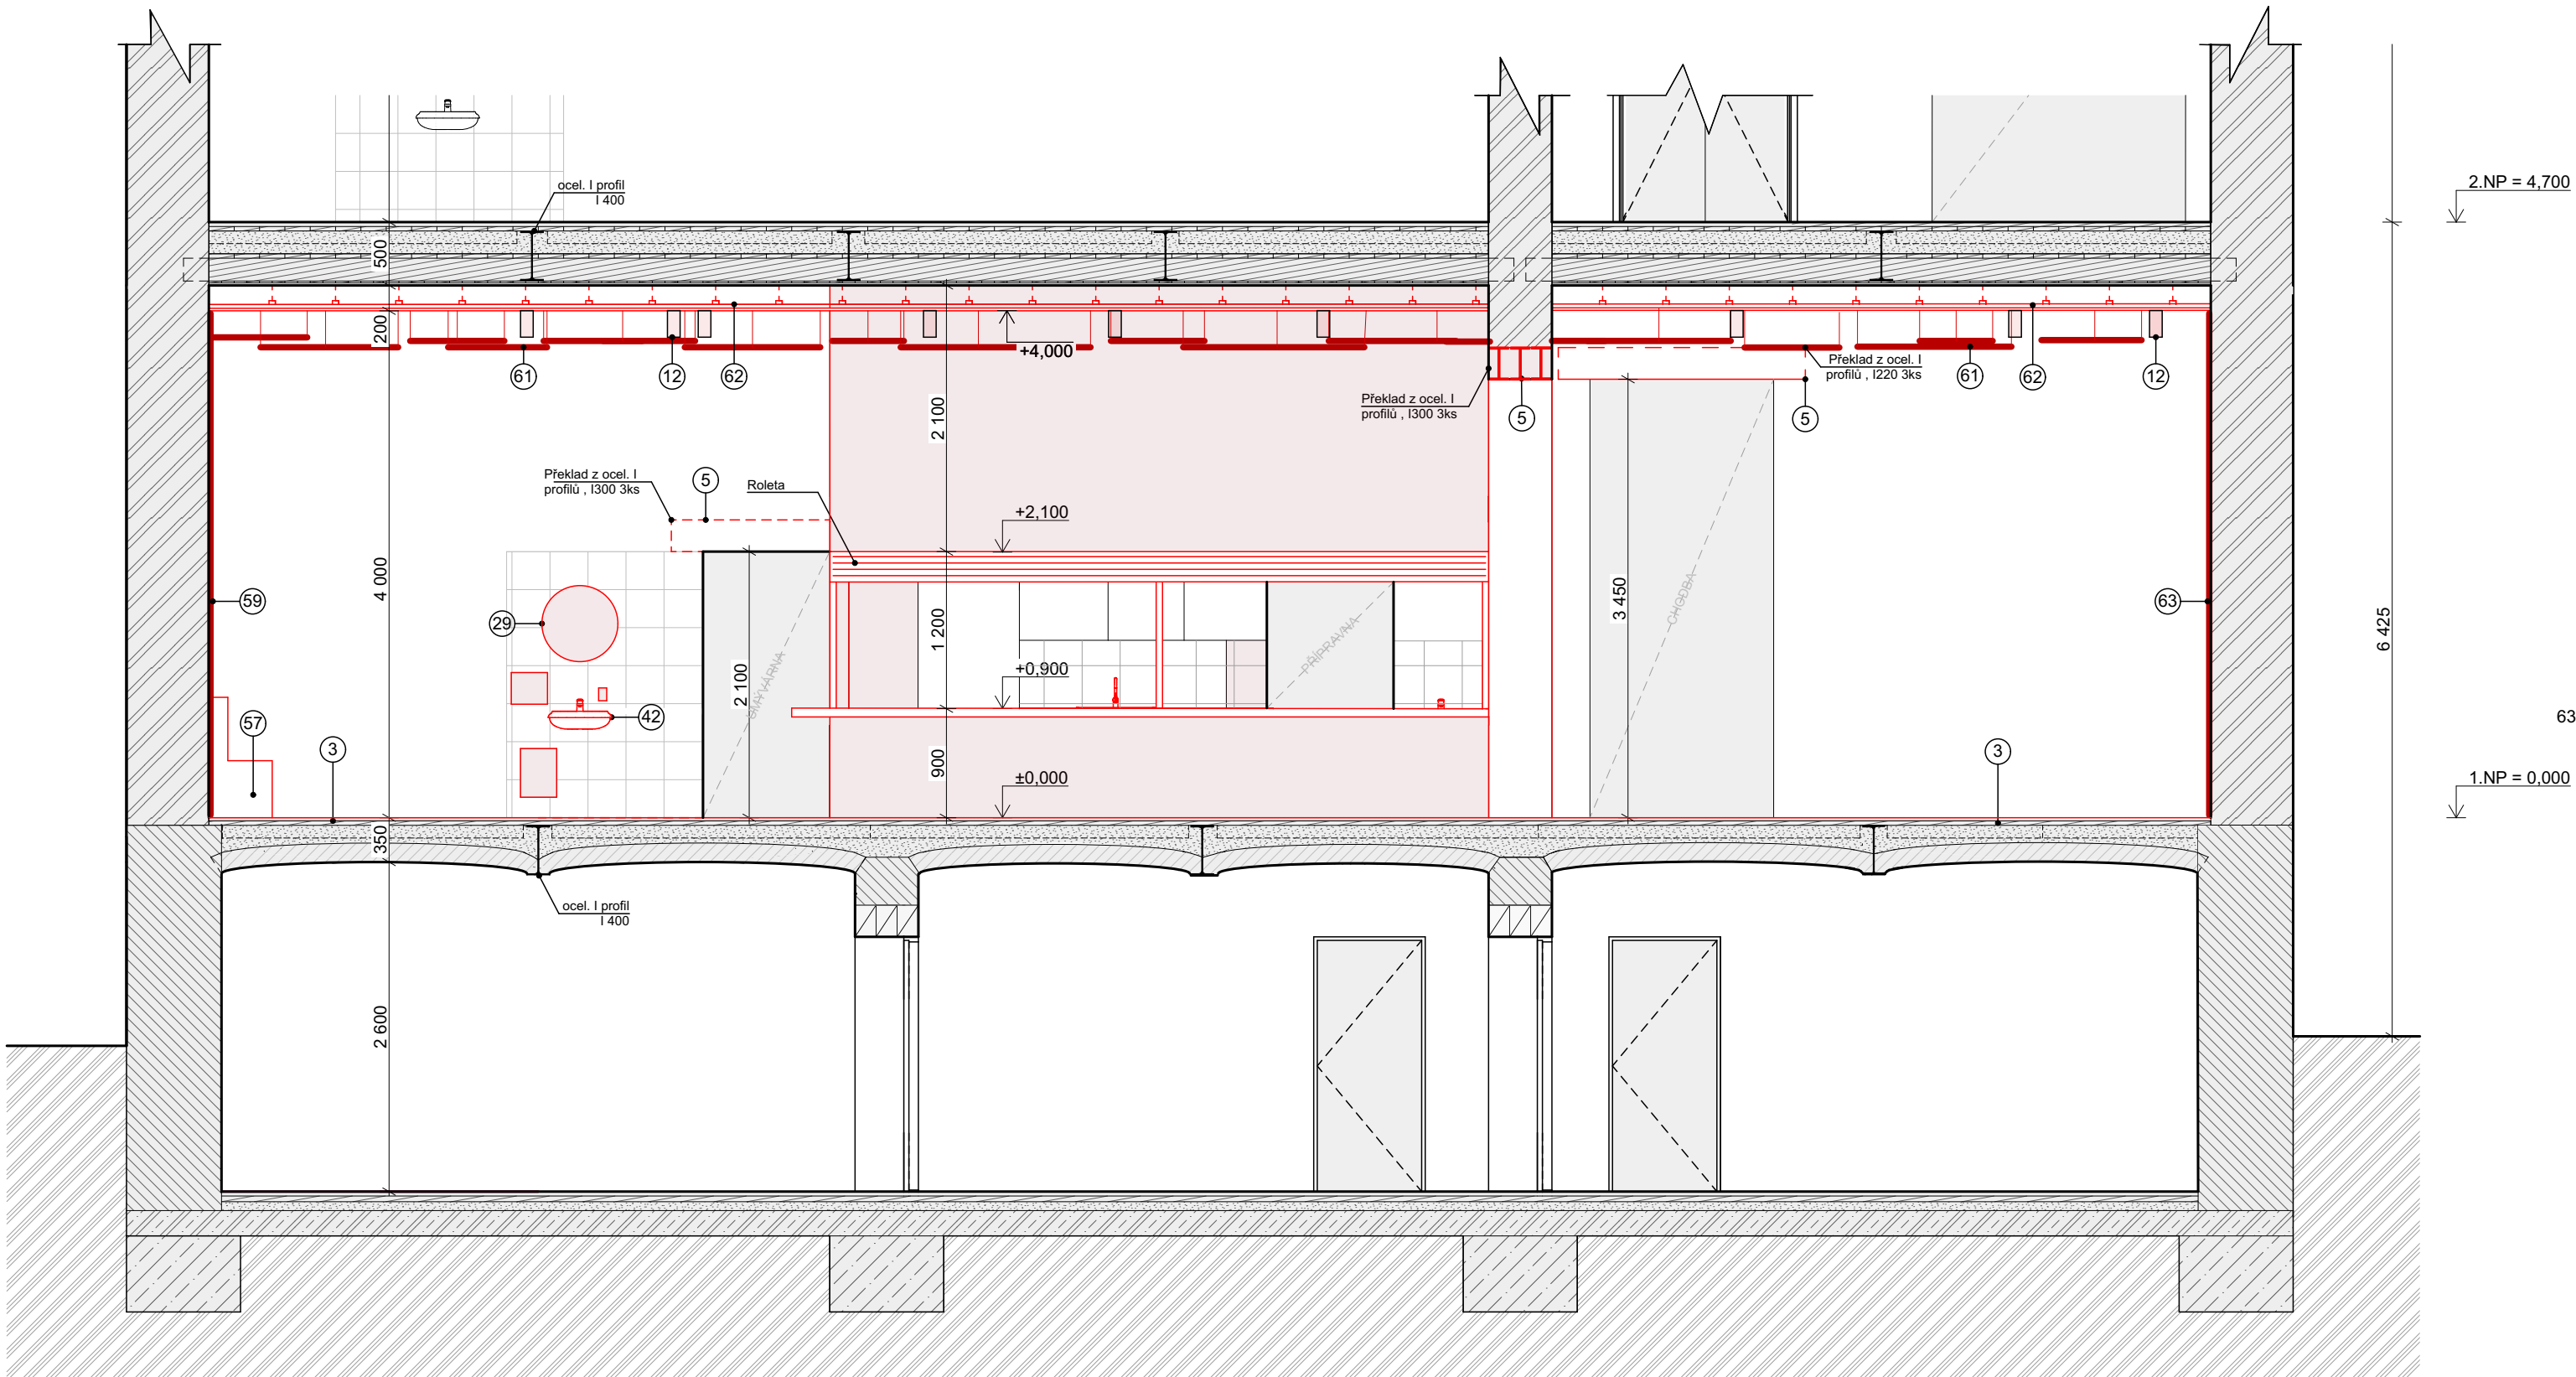 ocel. I profil
I 400
2.NP = 4,700
500
200
+4,000
61
12
62
Překlad z ocel. I
profilů , I220 3ks
61
62
12
Překlad z ocel. I
profilů , I300 3ks
5
5
2 100
Překlad z ocel. I
profilů , I300 3ks
5
Roleta
+2,100
4 000
59
29
1 200
PŘÍPRAVNA
3 450
CHODBA
63
6 425
2 100
UMÝVÁRNA
+0,900
42
57
3
900
±0,000
3
63
1.NP = 0,000
350
ocel. I profil
I 400
2 600